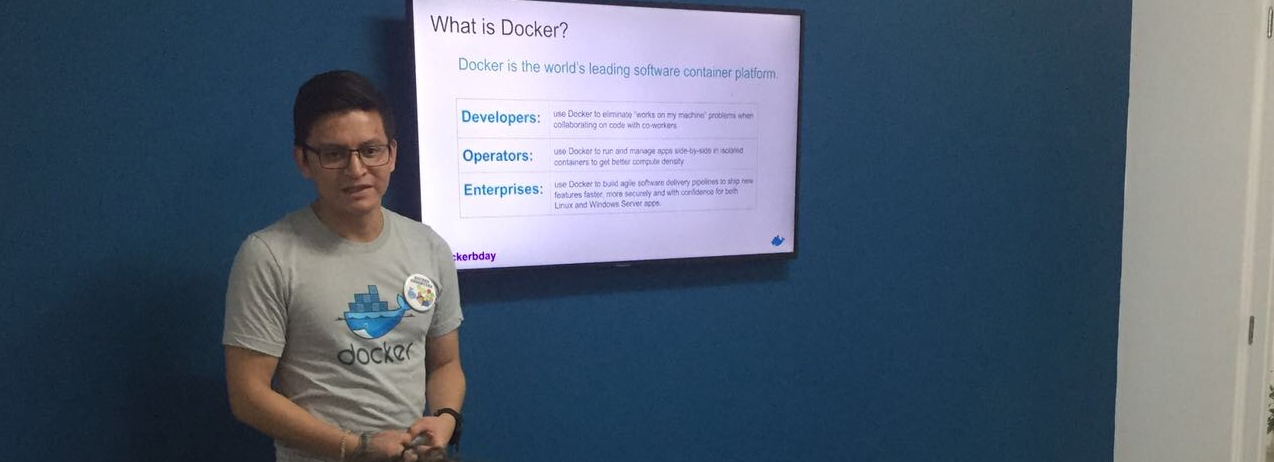 What is Docker?
Docker is the world's leading software container platform.
Developers:
use Docker to eliminate "works on my machine" problems when
collaborating on code with co-workers.
Operators:
use Docker to run and manage apps side-by-side in isolated
containers to get better compute density.
Enterprises:
use Docker to build agile software delivery pipelines to ship new
features faster, more securely and with confidence for both
Linux and Windows Server apps.
ckerbday
docker